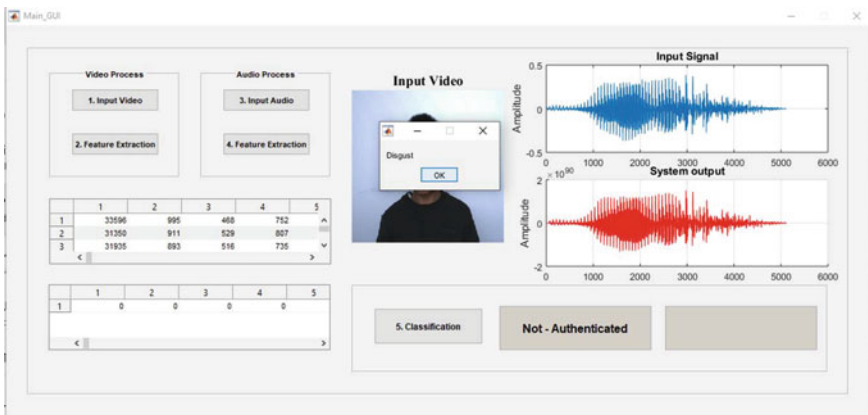 Main_GUI
Video Process
1. Input Video
2. Feature Extraction
Audio Process
3. Input Audio
4. Feature Extraction
1 2 3 4 5
1 33596 995 468 752
2 31350 911 529 807
3 31935 893 516 735
1 2 3 4 5
1 0 0 0 0
Input Video
Disgust
OK
Input Signal
Amplitude
0.5
0
-0.5
0 1000 2000 3000 4000 5000 6000
System output
×10^90
Amplitude
2
0
-2
0 1000 2000 3000 4000 5000 6000
5. Classification
Not - Authenticated